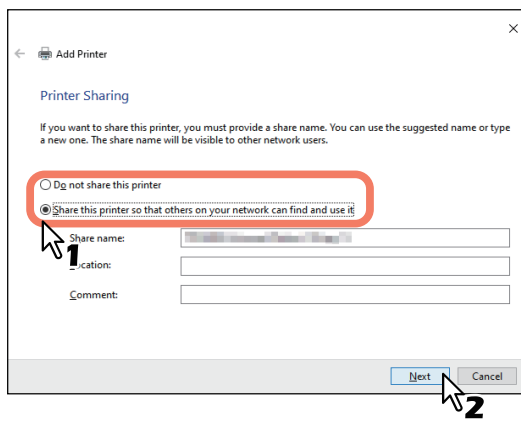 Add Printer
Printer Sharing
If you want to share this printer, you must provide a share name. You can use the suggested name or type
a new one. The share name will be visible to other network users.
Do not share this printer
Share this printer so that others on your network can find and use it
Share name:
1
Comment:
Next
Cancel
2